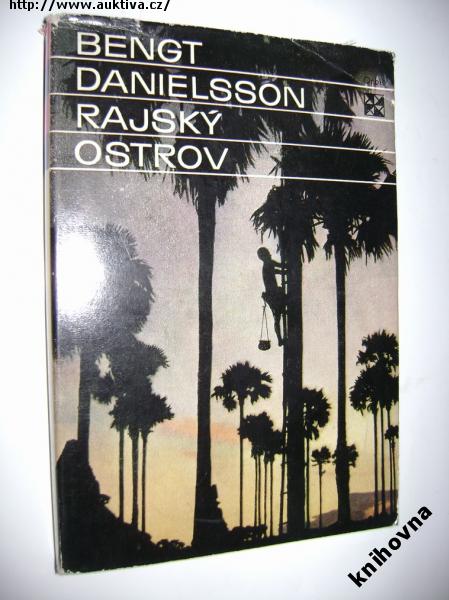 http://www.auktiva.cz/
BENGT
DANIELSSON
RAJSKÝ
OSTROV
knihovna